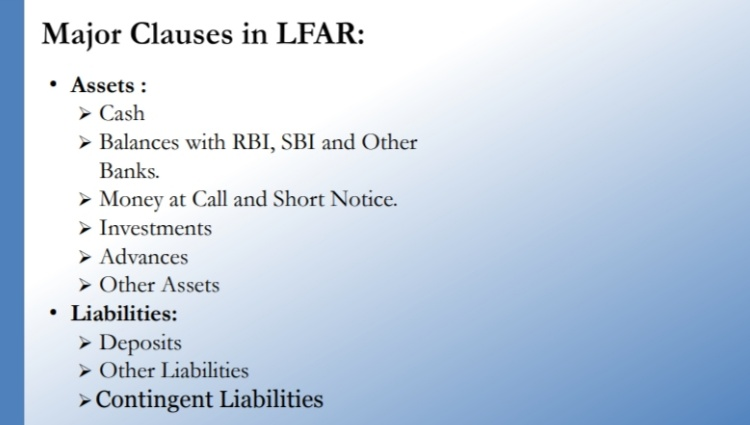 Major Clauses in LFAR:
• Assets :
➢ Cash
➢ Balances with RBI, SBI and Other
Banks.
➢ Money at Call and Short Notice.
➢ Investments
➢ Advances
➢ Other Assets
• Liabilities:
➢ Deposits
➢ Other Liabilities
➢ Contingent Liabilities